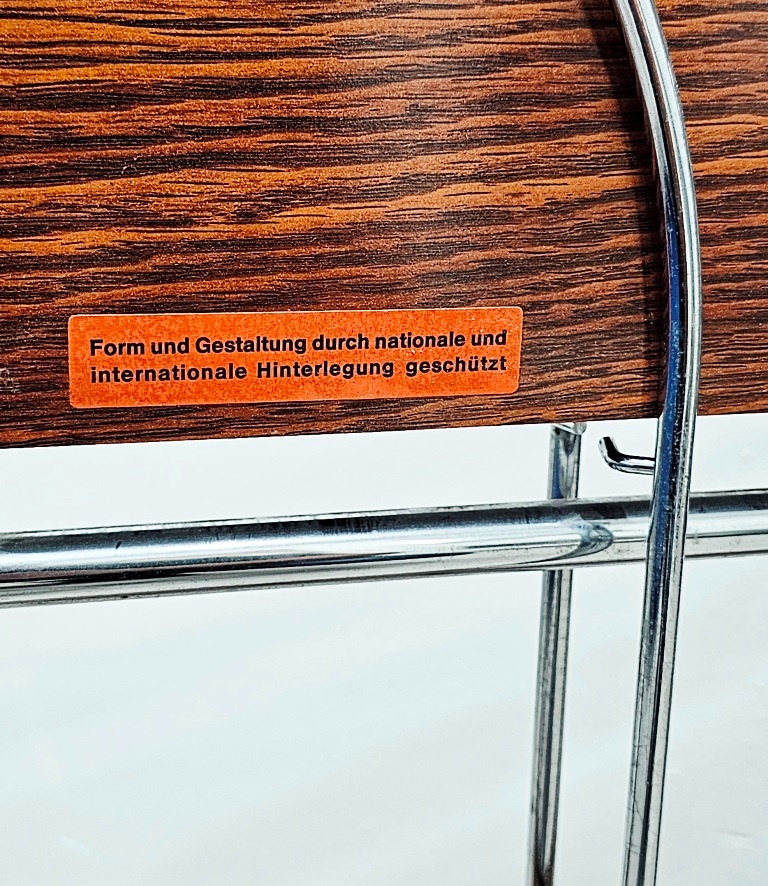 Form und Gestaltung durch nationale und
internationale Hinterlegung geschützt